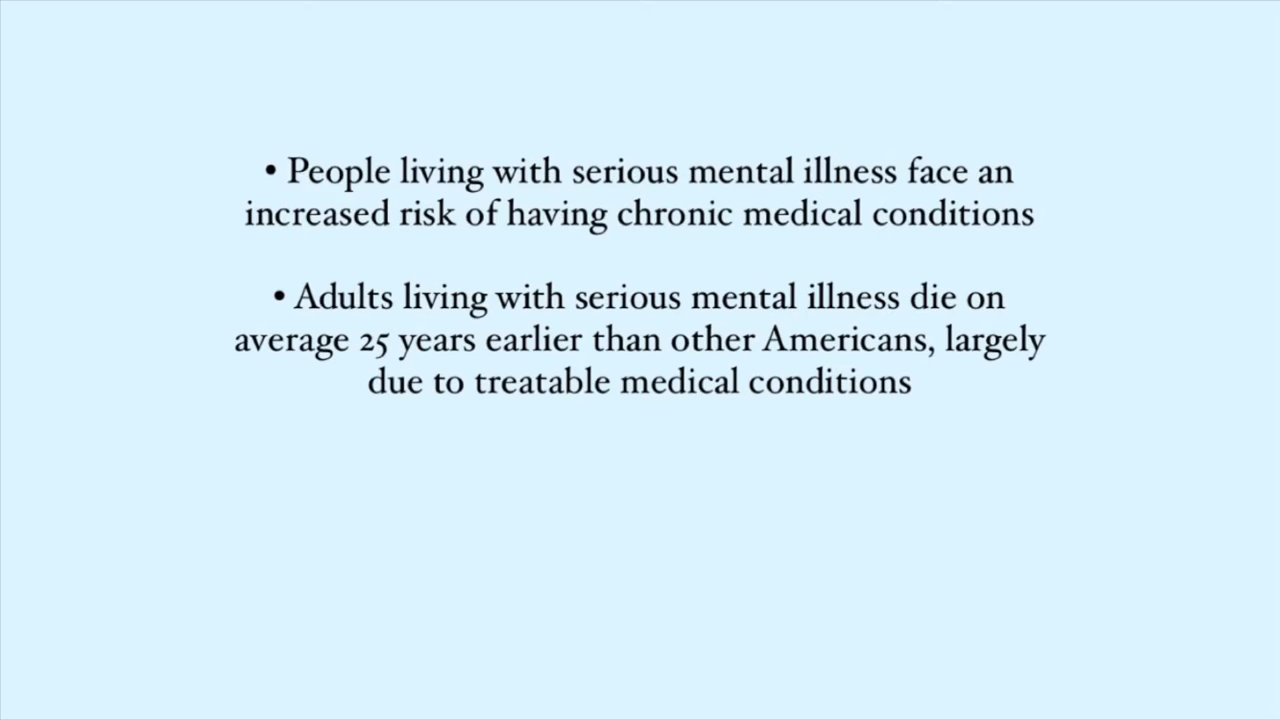 • People living with serious mental illness face an
increased risk of having chronic medical conditions
• Adults living with serious mental illness die on
average 25 years earlier than other Americans, largely
due to treatable medical conditions